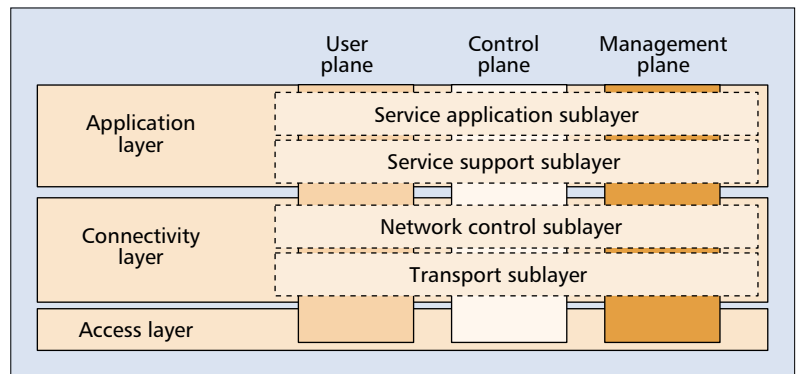 User
plane
Control
plane
Management
plane
Application
layer
Service application sublayer
Service support sublayer
Connectivity
layer
Network control sublayer
Transport sublayer
Access layer